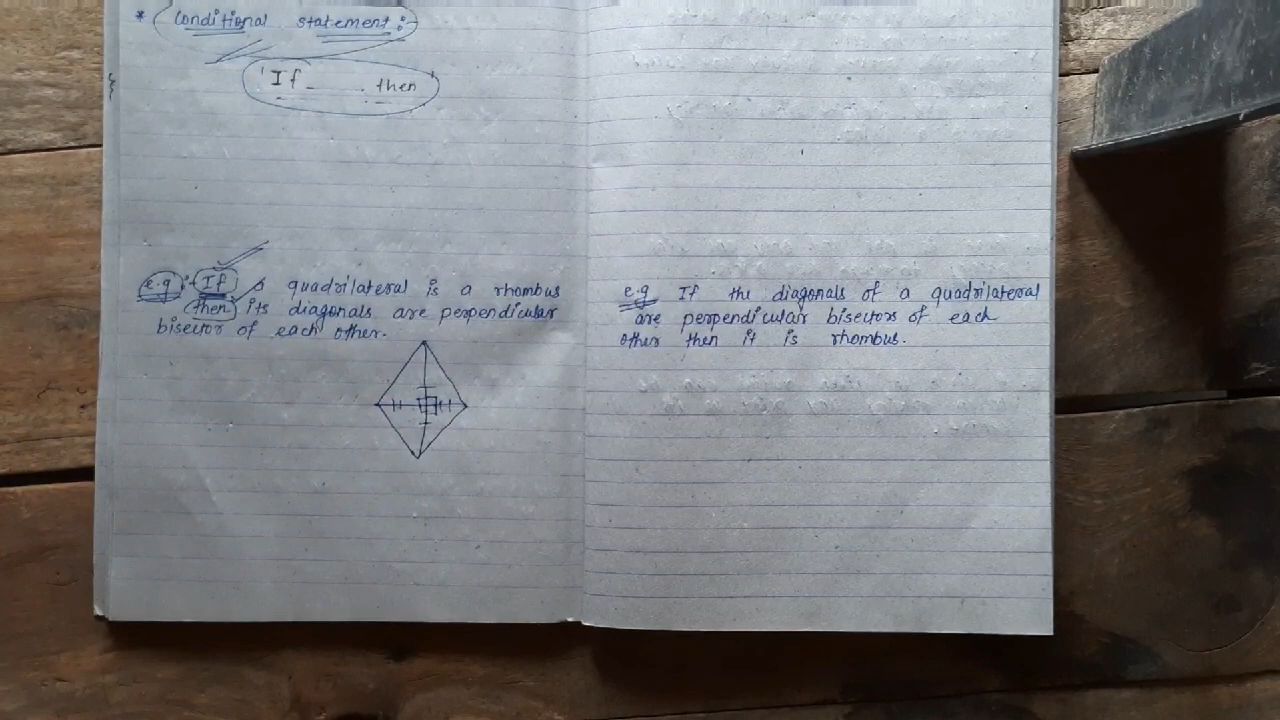 * Conditional statement :-
'If ____ then'
e.g :- If a quadrilateral is a rhombus
then its diagonals are perpendicular
bisector of each other.
e.g If the diagonals of a quadrilateral
are perpendicular bisectors of each
other then it is rhombus.